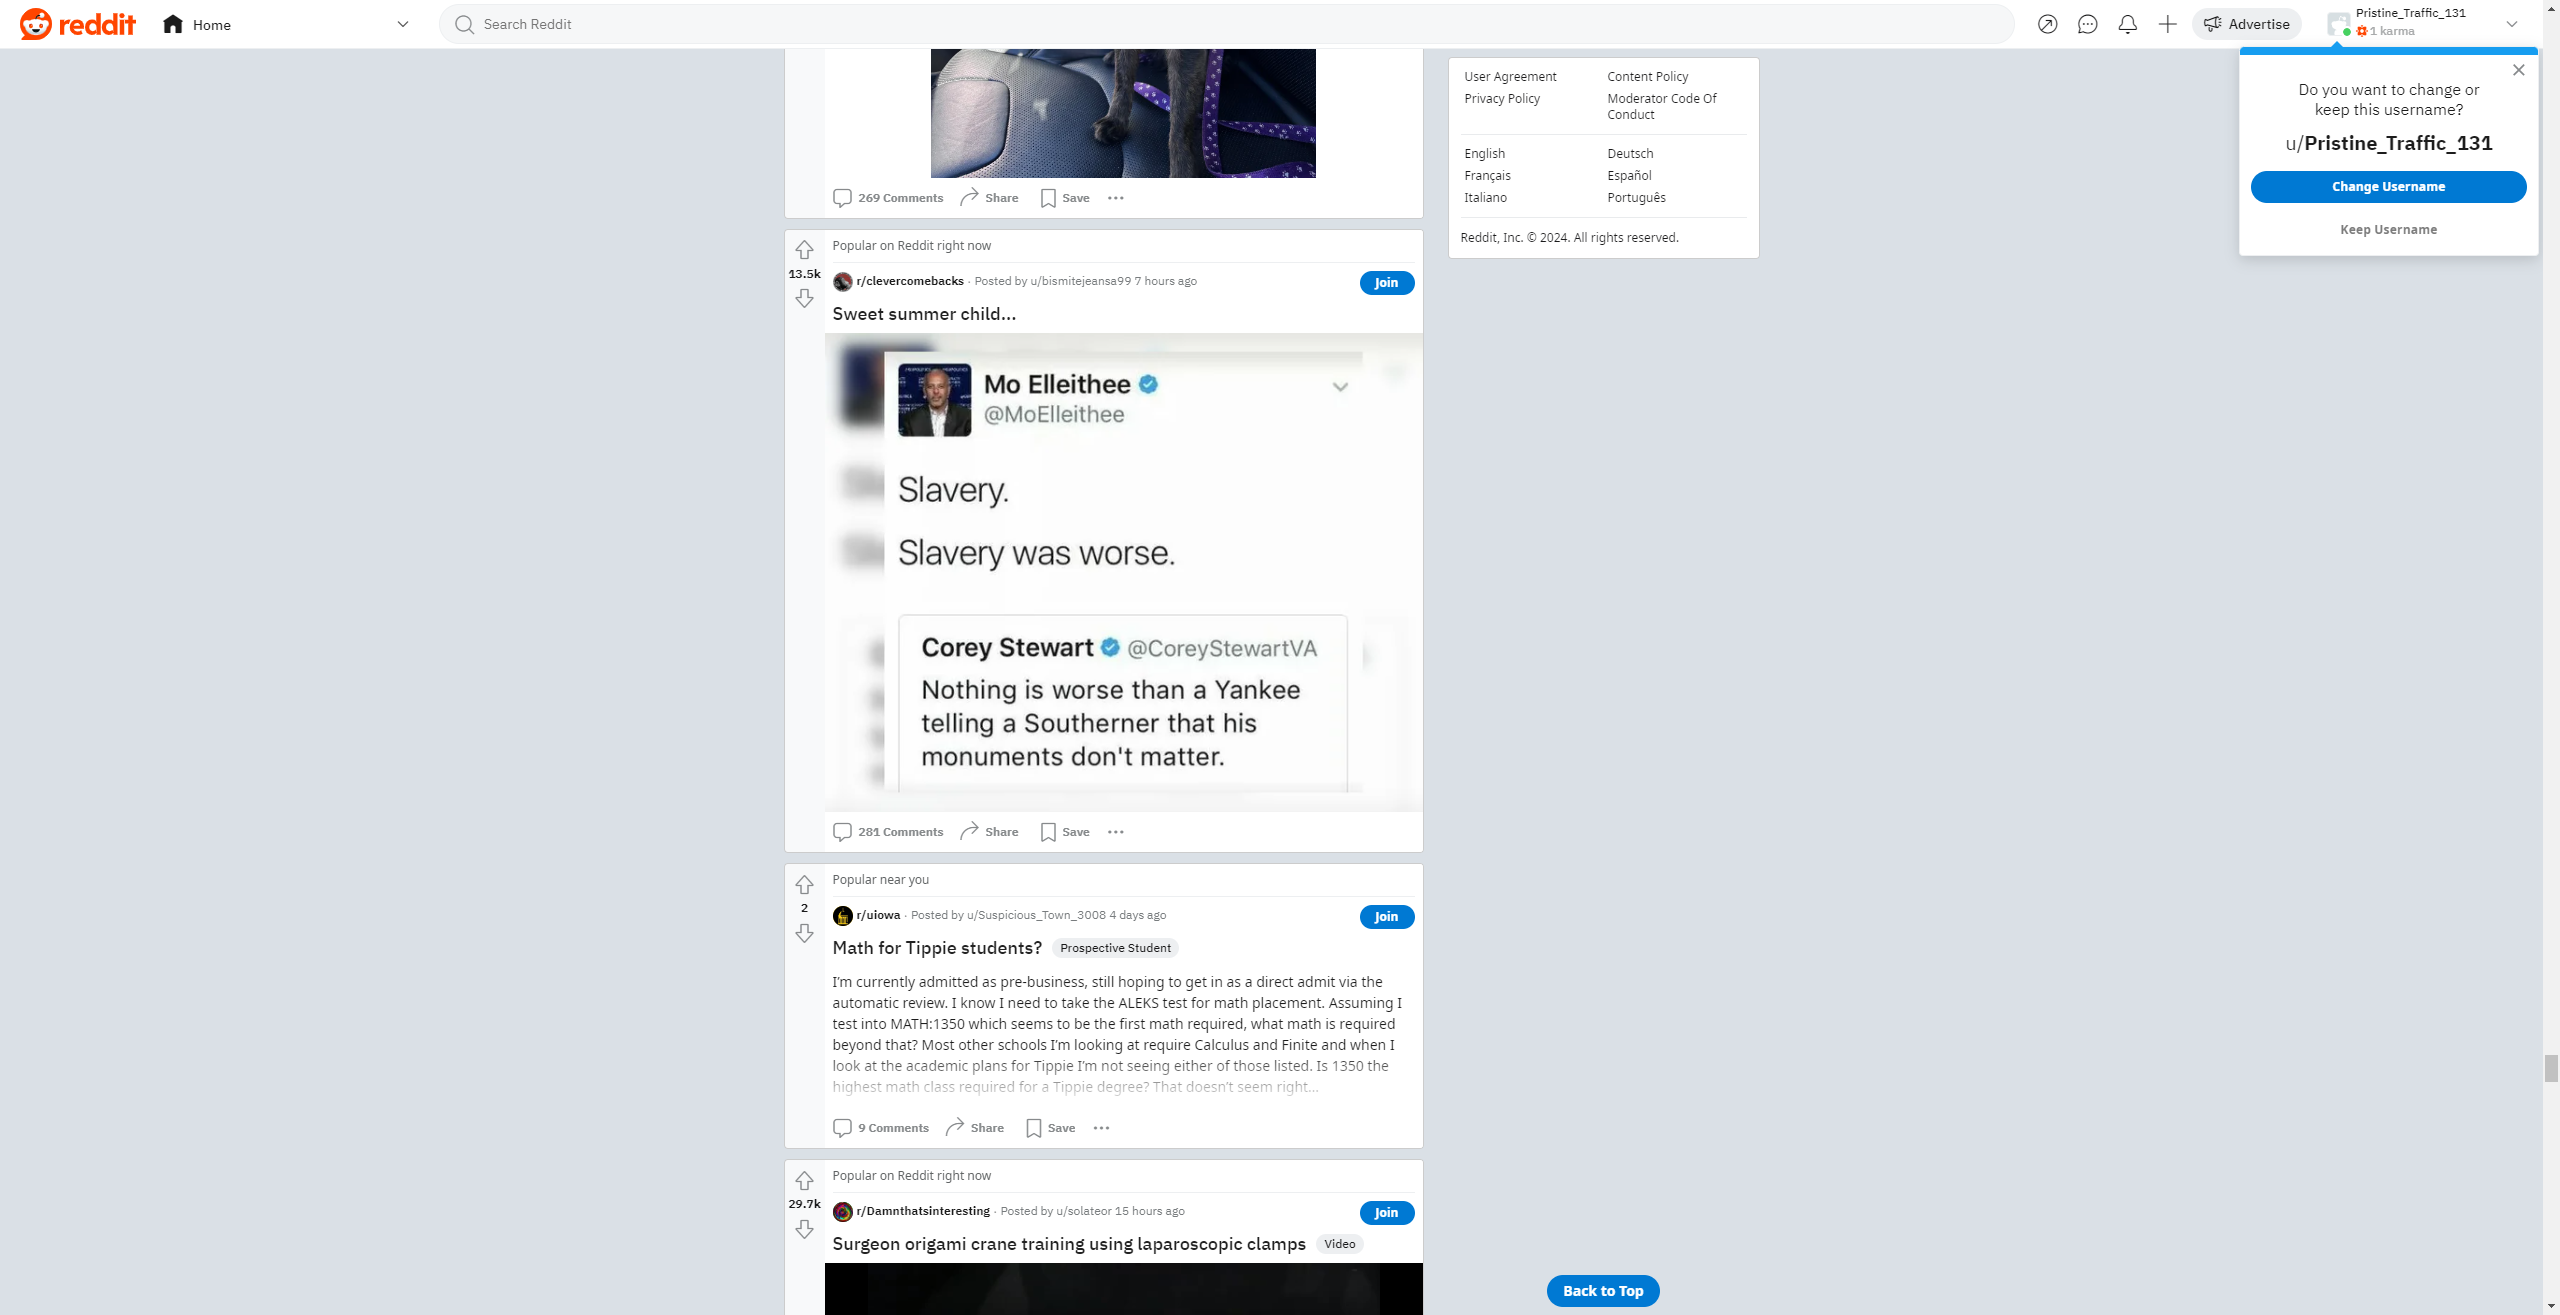 reddit
Home
Search Reddit
Advertise
Pristine_Traffic_131
1 karma
Do you want to change or
keep this username?
u/Pristine_Traffic_131
Change Username
Keep Username
User Agreement
Content Policy
Privacy Policy
Moderator Code Of
Conduct
English
Deutsch
Français
Español
Italiano
Português
Reddit, Inc. © 2024. All rights reserved.
269 Comments
Share
Save
Popular on Reddit right now
13.5k
r/clevercomebacks · Posted by u/bismitejeansa99 7 hours ago
Join
Sweet summer child...
Mo Elleithee
@MoElleithee
Slavery.
Slavery was worse.
Corey Stewart @CoreyStewartVA
Nothing is worse than a Yankee
telling a Southerner that his
monuments don't matter.
281 Comments
Share
Save
Popular near you
2
r/uiowa · Posted by u/Suspicious_Town_3008 4 days ago
Join
Math for Tippie students?
Prospective Student
I'm currently admitted as pre-business, still hoping to get in as a direct admit via the
automatic review. I know I need to take the ALEKS test for math placement. Assuming I
test into MATH:1350 which seems to be the first math required, what math is required
beyond that? Most other schools I'm looking at require Calculus and Finite and when I
look at the academic plans for Tippie I'm not seeing either of those listed. Is 1350 the
highest math class required for a Tippie degree? That doesn't seem right...
9 Comments
Share
Save
Popular on Reddit right now
29.7k
r/Damnthatsinteresting · Posted by u/solateor 15 hours ago
Join
Surgeon origami crane training using laparoscopic clamps
Video
Back to Top